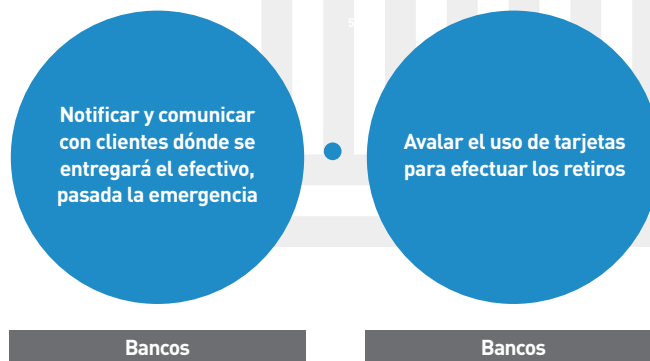 Notificar y comunicar
con clientes dónde se
entregará el efectivo,
pasada la emergencia
Avalar el uso de tarjetas
para efectuar los retiros
Bancos
Bancos